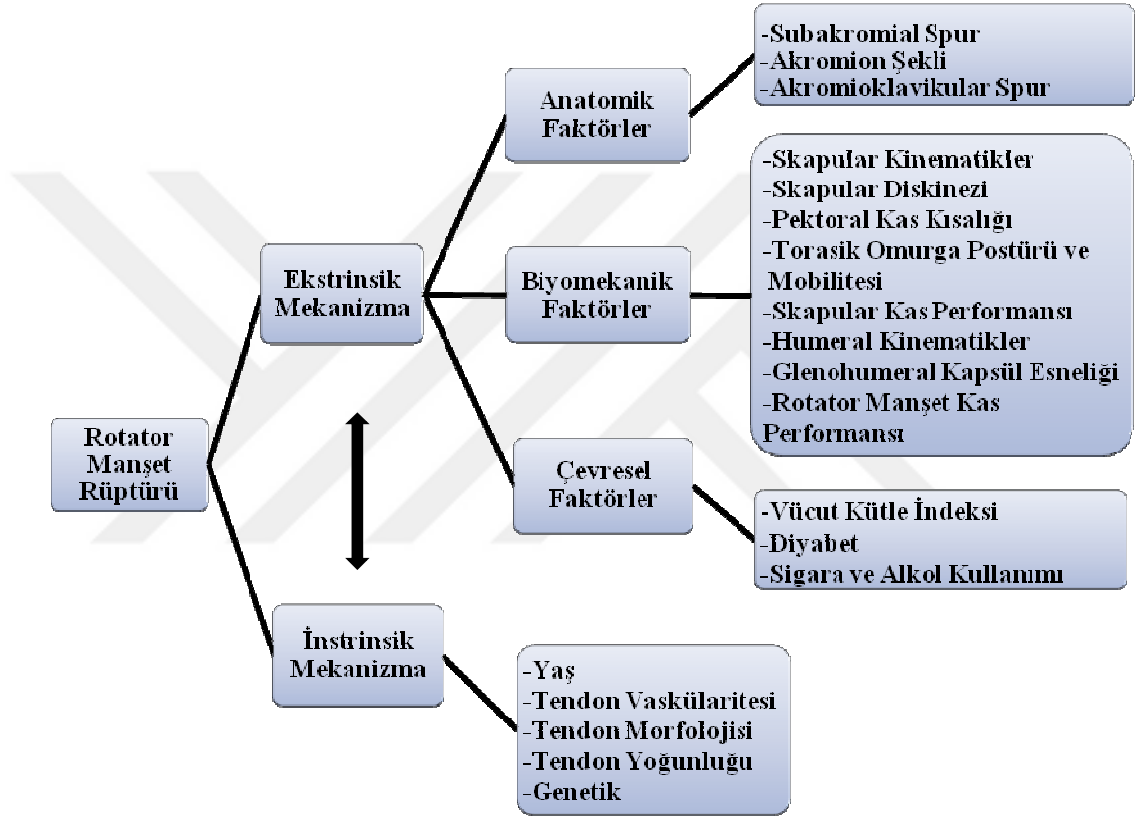 Rotator
Manşet
Rüptürü
Ekstrinsik
Mekanizma
Anatomik
Faktörler
-Subakromial Spur
-Akromion Şekli
-Akromioklavikular Spur
Biyomekanik
Faktörler
-Skapular Kinematikler
-Skapular Diskinezi
-Pektoral Kas Kısalığı
-Torasik Omurga Postürü ve
Mobilitesi
-Skapular Kas Performansı
-Humeral Kinematikler
-Glenohumeral Kapsül Esneliği
-Rotator Manşet Kas
Performansı
Çevresel
Faktörler
-Vücut Kütle İndeksi
-Diyabet
-Sigara ve Alkol Kullanımı
İnstrinsik
Mekanizma
-Yaş
-Tendon Vaskülaritesi
-Tendon Morfolojisi
-Tendon Yoğunluğu
-Genetik